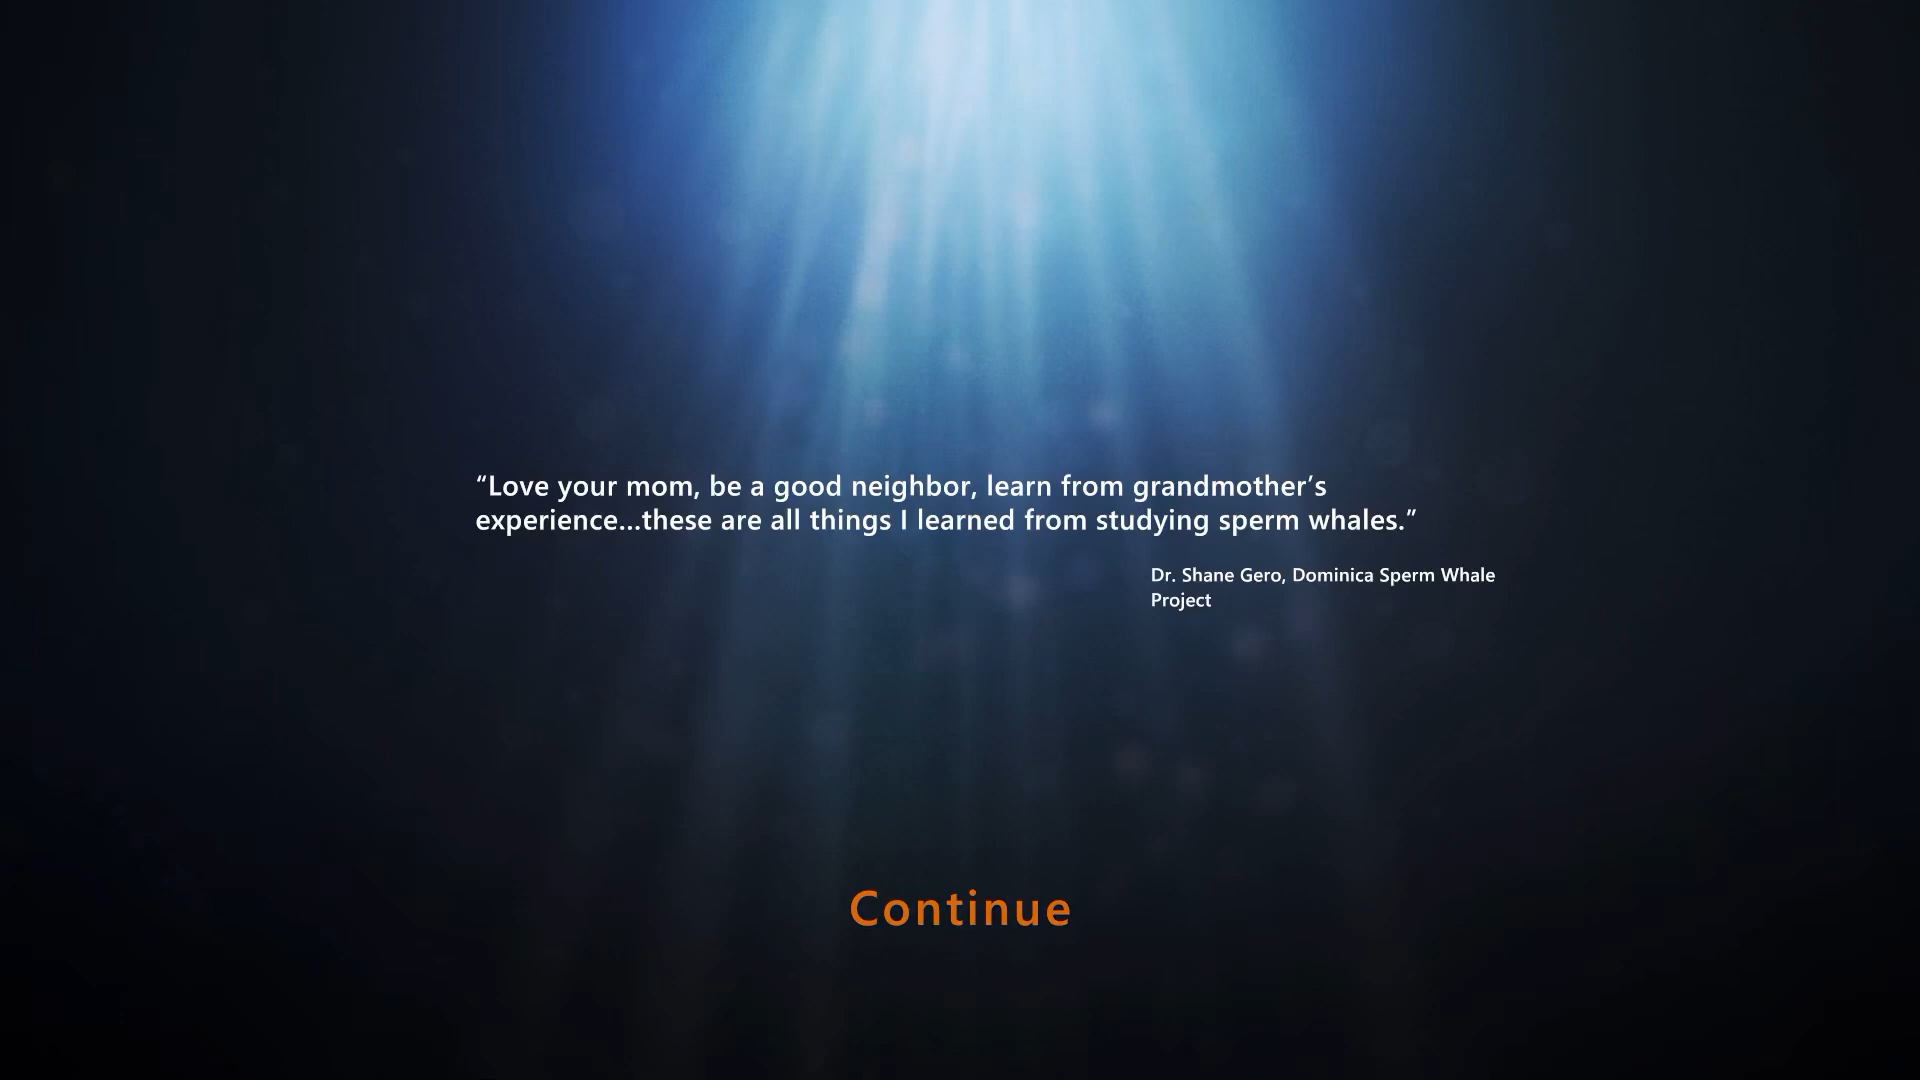 “Love your mom, be a good neighbor, learn from grandmother’s
experience...these are all things I learned from studying sperm whales.”
Dr. Shane Gero, Dominica Sperm Whale
Project
Continue